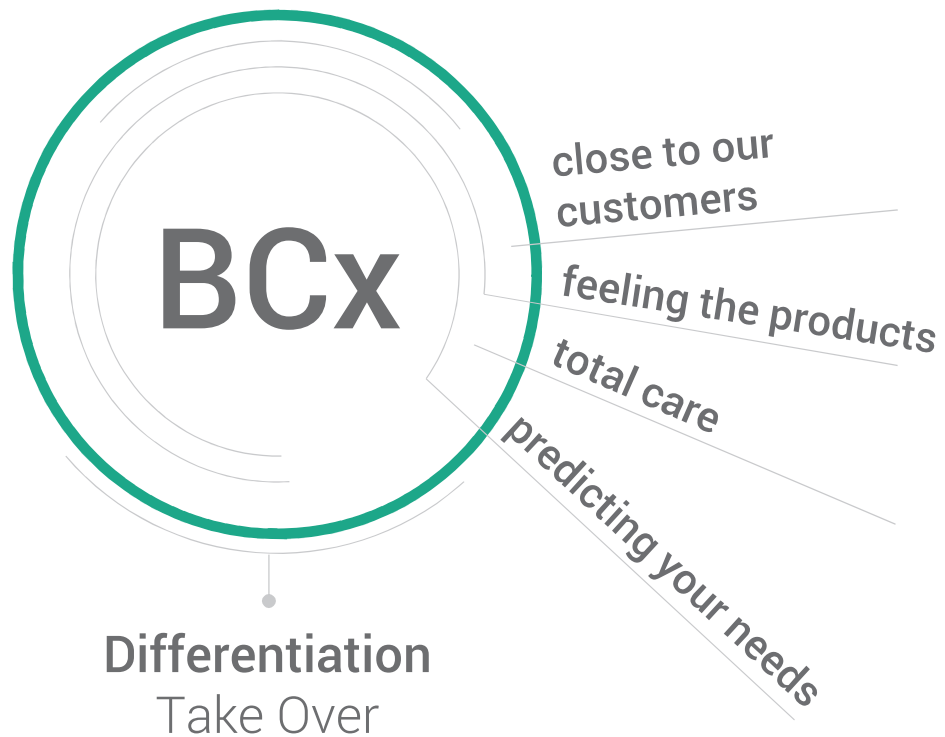 BCx
close to our
customers
feeling the products
total care
predicting your needs
Differentiation
Take Over